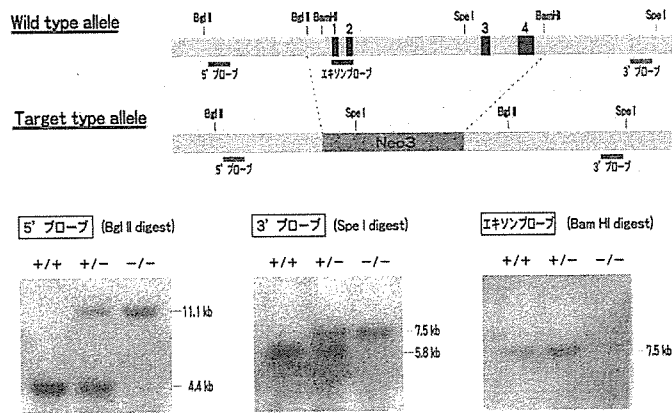 Wild type allele
Bgl II
Bgl II
BamHI
1
2
Spe I
3
4
BamHI
Spe I
5' プローブ
エキソンプローブ
3' プローブ
Target type allele
Bgl II
Spe I
Neo3
Bgl II
Spe I
5' プローブ
3' プローブ
5' プローブ (Bgl II digest)
+/+ +/- -/-
11.1 kb
4.4 kb
3' プローブ (Spe I digest)
+/+ +/- -/-
7.5 kb
5.8 kb
エキソンプローブ (Bam HI digest)
+/+ +/- -/-
7.5 kb